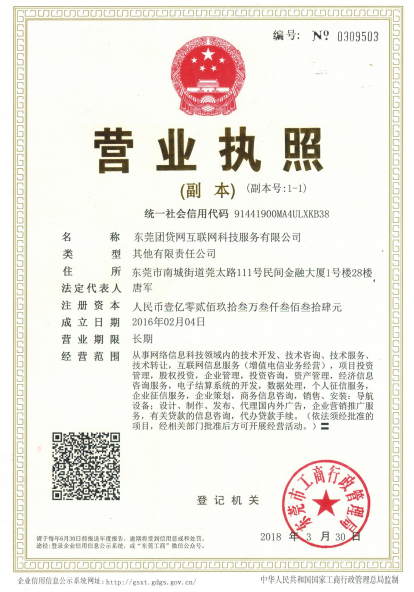 编号: Nº 0309503
营业执照
(副 本) (副本号:1-1)
统一社会信用代码 91441900MA4ULXKB38
名称 东莞团贷网互联网科技服务有限公司
类型 其他有限责任公司
住所 东莞市南城街道莞太路111号民间金融大厦1号楼28楼
法定代表人 唐军
注册资本 人民币壹亿零贰佰玖拾叁万叁仟叁佰叁拾肆元
成立日期 2016年02月04日
营业期限 长期
经营范围 从事网络信息科技领域内的技术开发、技术咨询、技术服务、
技术转让，互联网信息服务（增值电信业务经营），项目投资
管理，股权投资，企业管理，投资咨询，资产管理，经济信息
咨询服务，电子结算系统的开发，数据处理，个人征信服务，
企业征信服务，企业策划，商务信息咨询，销售、安装：导航
设备；设计、制作、发布、代理国内外广告，企业营销推广服
务，有关贷款的信息咨询，代办贷款手续。（依法须经批准的
项目，经相关部门批准后方可开展经营活动。）
登记机关
东莞市工商行政管理局
2018 年 3 月 30 日
请于每年6月30日前报送年度报告，逾期将受到信用惩戒和处罚。
途径：登录企业信用信息公示系统，或“东莞工商”微信公众号。
企业信用信息公示系统网址：http://gsxt.gdgs.gov.cn/
中华人民共和国国家工商行政管理总局监制